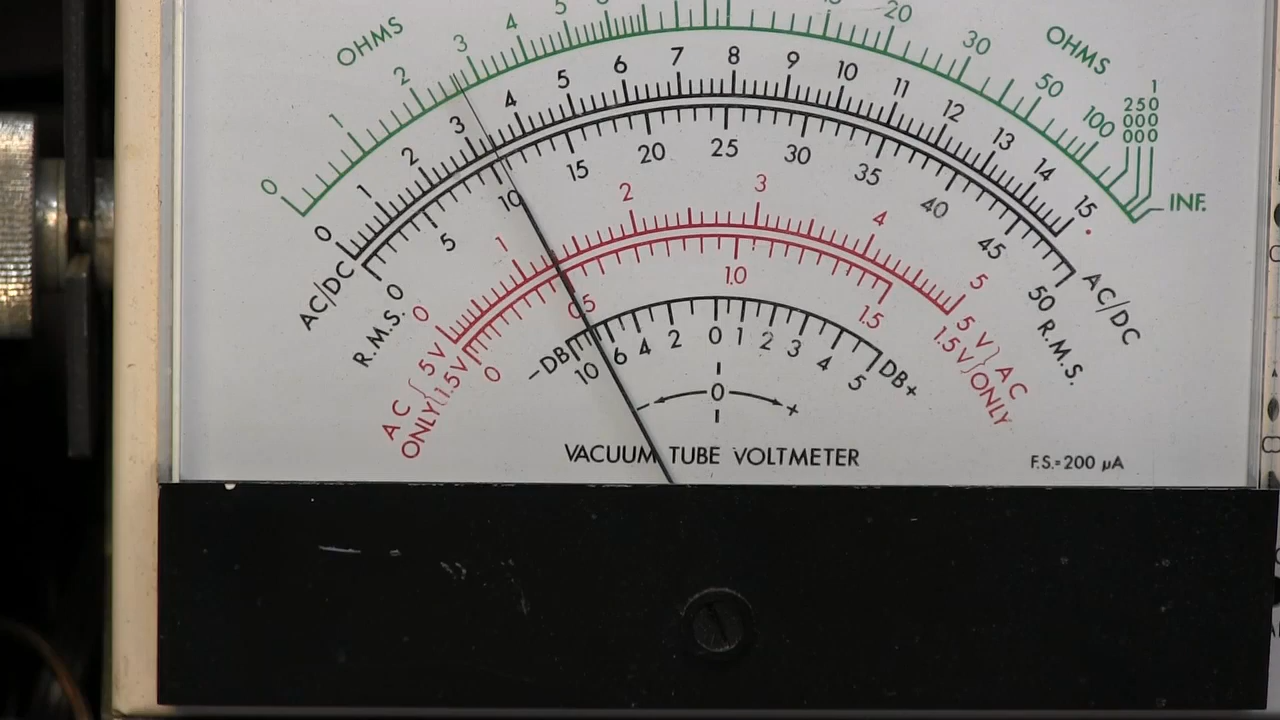 OHMS 0 1 2 3 4 5 20 30 50 100 OHMS
1
250
000
000
INF.
AC/DC 0 1 2 3 4 5 6 7 8 9 10 11 12 13 14 15 AC/DC
R.M.S. 0 5 10 15 20 25 30 35 40 45 50 R.M.S.
AC ONLY { 5V 0 1 2 3 4 5 5V } AC ONLY
1.5V 0 0.5 1.0 1.5 1.5V
-DB 10 6 4 2 0 1 2 3 4 5 DB+
- 0 +
VACUUM TUBE VOLTMETER
F.S.=200 µA